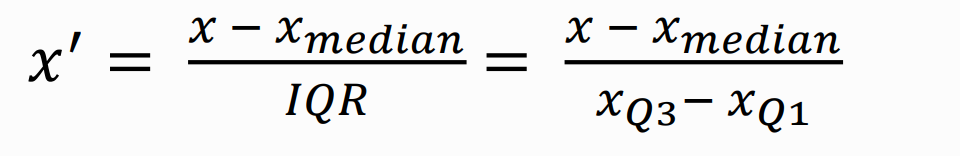 x′ = (x − x_median)/(IQR) = (x − x_median)/(x_Q3 − x_Q1)